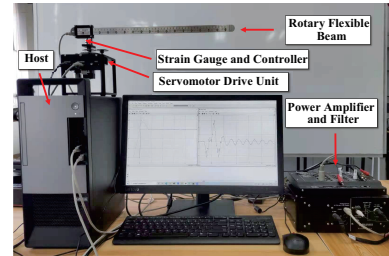 Rotary Flexible
Beam
Host
Strain Gauge and Controller
Servomotor Drive Unit
Power Amplifier
and Filter